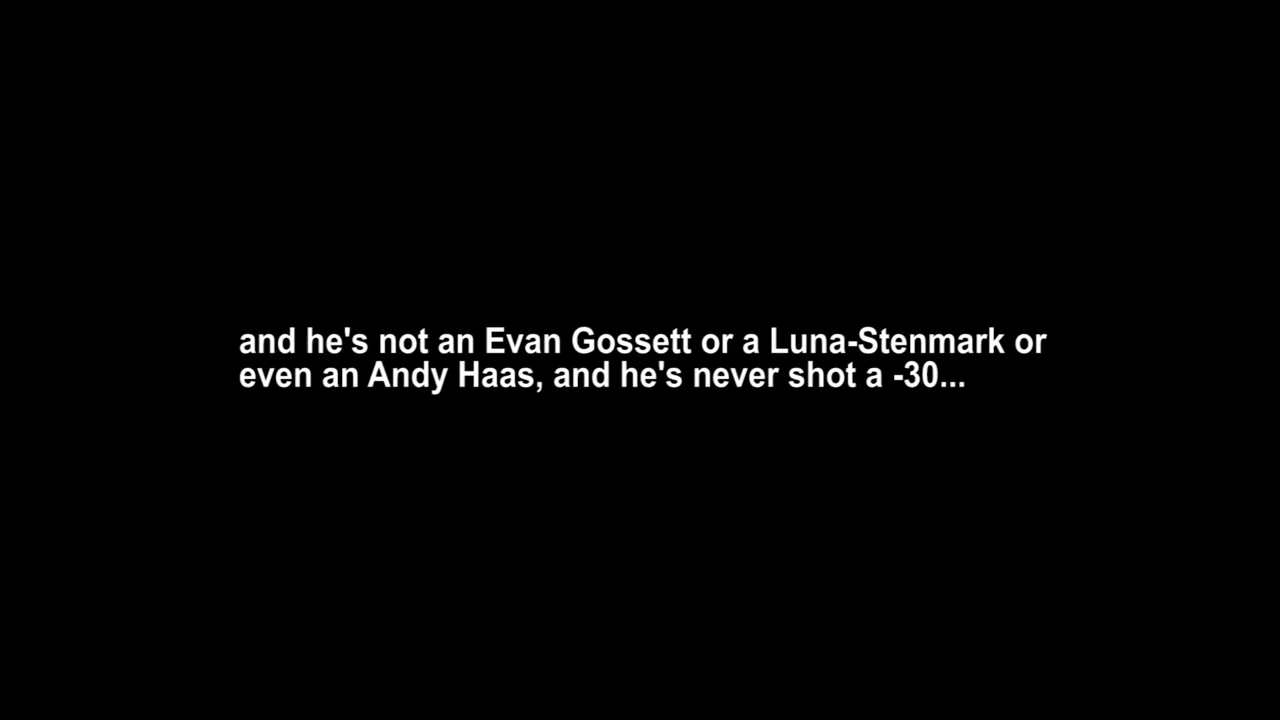 and he's not an Evan Gossett or a Luna-Stenmark or
even an Andy Haas, and he's never shot a -30...